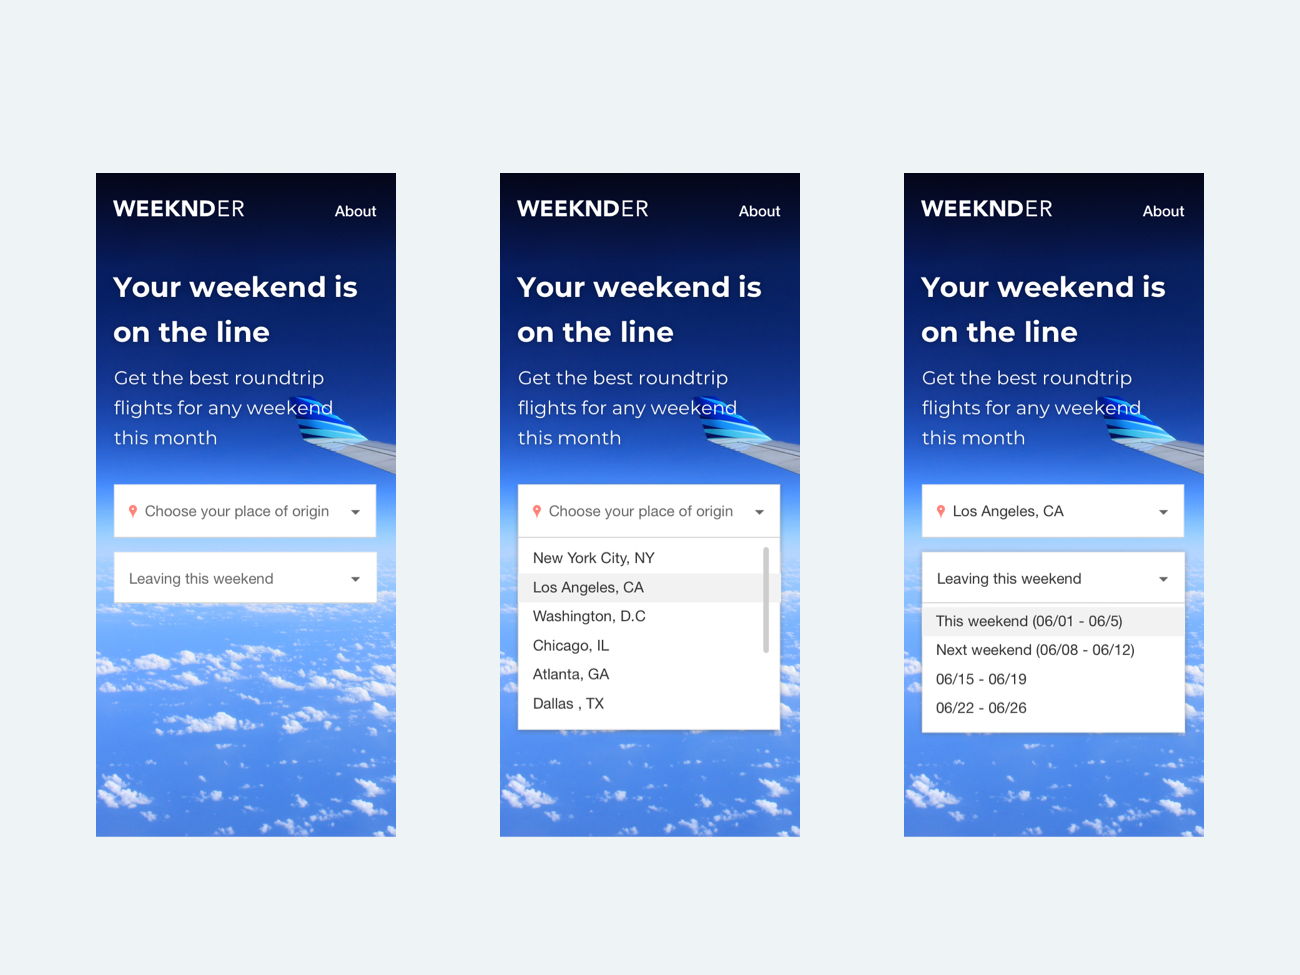 WEEKNDER
About
Your weekend is
on the line
Get the best roundtrip
flights for any weekend
this month
Choose your place of origin
Leaving this weekend
WEEKNDER
About
Your weekend is
on the line
Get the best roundtrip
flights for any weekend
this month
Choose your place of origin
New York City, NY
Los Angeles, CA
Washington, D.C
Chicago, IL
Atlanta, GA
Dallas , TX
WEEKNDER
About
Your weekend is
on the line
Get the best roundtrip
flights for any weekend
this month
Los Angeles, CA
Leaving this weekend
This weekend (06/01 - 06/5)
Next weekend (06/08 - 06/12)
06/15 - 06/19
06/22 - 06/26